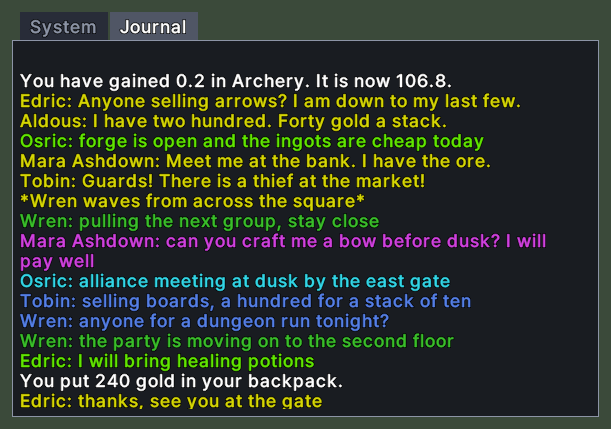 System Journal
You have gained 0.2 in Archery. It is now 106.8.
Edric: Anyone selling arrows? I am down to my last few.
Aldous: I have two hundred. Forty gold a stack.
Osric: forge is open and the ingots are cheap today
Mara Ashdown: Meet me at the bank. I have the ore.
Tobin: Guards! There is a thief at the market!
*Wren waves from across the square*
Wren: pulling the next group, stay close
Mara Ashdown: can you craft me a bow before dusk? I will
pay well
Osric: alliance meeting at dusk by the east gate
Tobin: selling boards, a hundred for a stack of ten
Wren: anyone for a dungeon run tonight?
Wren: the party is moving on to the second floor
Edric: I will bring healing potions
You put 240 gold in your backpack.
Edric: thanks, see you at the gate